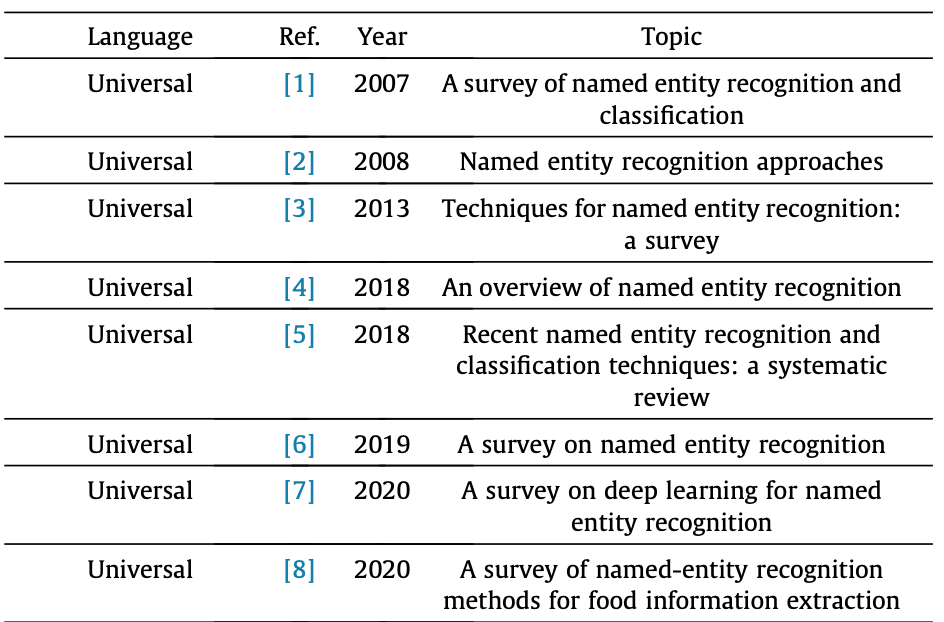 Language Ref. Year Topic
Universal [1] 2007 A survey of named entity recognition and
classification
Universal [2] 2008 Named entity recognition approaches
Universal [3] 2013 Techniques for named entity recognition:
a survey
Universal [4] 2018 An overview of named entity recognition
Universal [5] 2018 Recent named entity recognition and
classification techniques: a systematic
review
Universal [6] 2019 A survey on named entity recognition
Universal [7] 2020 A survey on deep learning for named
entity recognition
Universal [8] 2020 A survey of named-entity recognition
methods for food information extraction